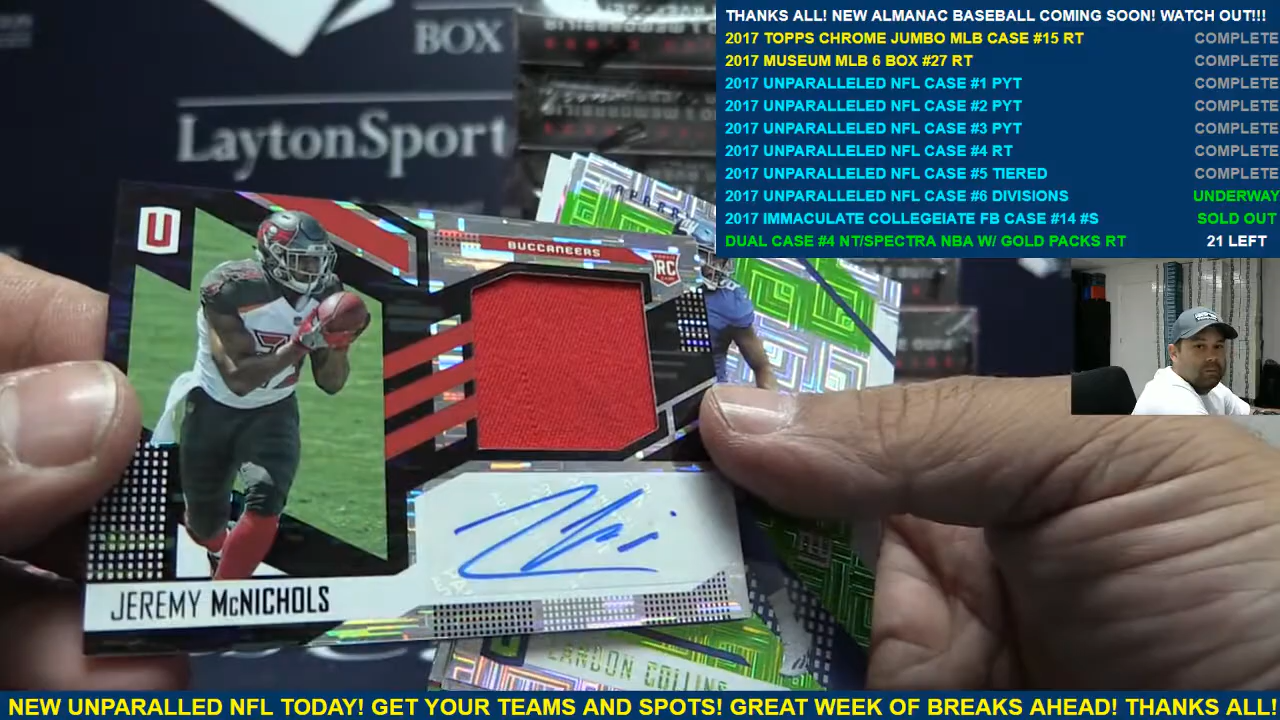 BOX
LaytonSport
THANKS ALL! NEW ALMANAC BASEBALL COMING SOON! WATCH OUT!!!
2017 TOPPS CHROME JUMBO MLB CASE #15 RT COMPLETE
2017 MUSEUM MLB 6 BOX #27 RT COMPLETE
2017 UNPARALLELED NFL CASE #1 PYT COMPLETE
2017 UNPARALLELED NFL CASE #2 PYT COMPLETE
2017 UNPARALLELED NFL CASE #3 PYT COMPLETE
2017 UNPARALLELED NFL CASE #4 RT COMPLETE
2017 UNPARALLELED NFL CASE #5 TIERED COMPLETE
2017 UNPARALLELED NFL CASE #6 DIVISIONS UNDERWAY
2017 IMMACULATE COLLEGEIATE FB CASE #14 #S SOLD OUT
DUAL CASE #4 NT/SPECTRA NBA W/ GOLD PACKS RT 21 LEFT
U
BUCCANEERS
RC
JEREMY McNICHOLS
LANDON COLLINS
NEW UNPARALLED NFL TODAY! GET YOUR TEAMS AND SPOTS! GREAT WEEK OF BREAKS AHEAD! THANKS ALL!